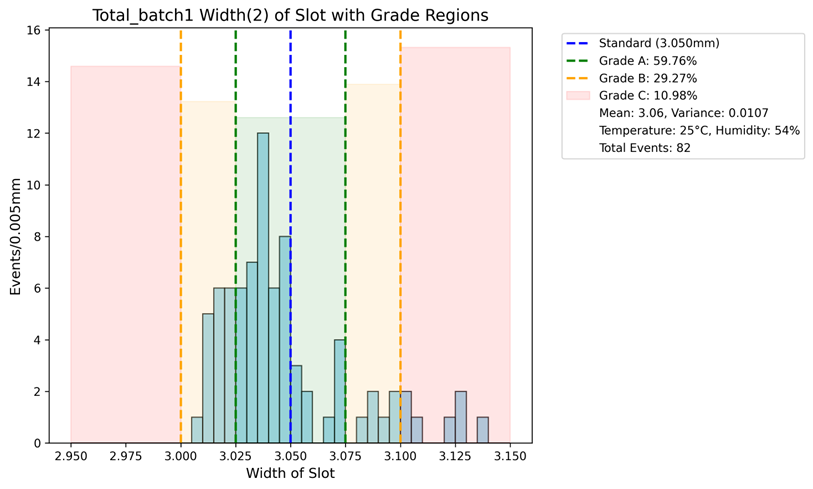 Total_batch1 Width(2) of Slot with Grade Regions
Events/0.005mm
16
14
12
10
8
6
4
2
0
2.950 2.975 3.000 3.025 3.050 3.075 3.100 3.125 3.150
Width of Slot
Standard (3.050mm)
Grade A: 59.76%
Grade B: 29.27%
Grade C: 10.98%
Mean: 3.06, Variance: 0.0107
Temperature: 25°C, Humidity: 54%
Total Events: 82